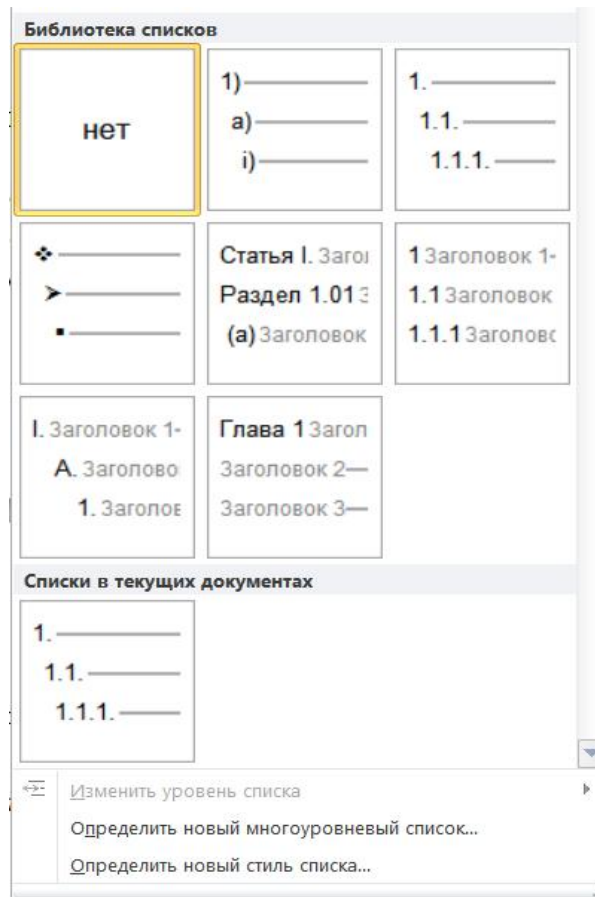 Библиотека списков
нет
1)
a)
i)
1.
1.1.
1.1.1.
Статья I. Загол
Раздел 1.01 З
(a) Заголовок
1 Заголовок 1-
1.1 Заголовок
1.1.1 Заголовс
I. Заголовок 1-
A. Заголово
1. Заголов
Глава 1 Загол
Заголовок 2
Заголовок 3
Списки в текущих документах
1.
1.1.
1.1.1.
Изменить уровень списка
Определить новый многоуровневый список...
Определить новый стиль списка...